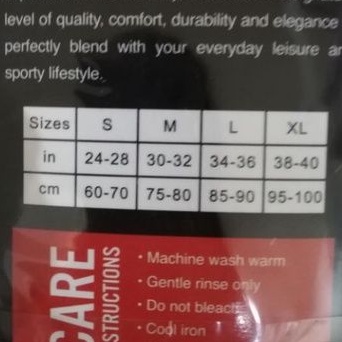 level of quality, comfort, durability and elegance
perfectly blend with your everyday leisure
sporty lifestyle.
Sizes S M L XL
in 24-28 30-32 34-36 38-40
cm 60-70 75-80 85-90 95-100
CARE
• Machine wash warm
• Gentle rinse only
• Do not bleach
• Cool iron